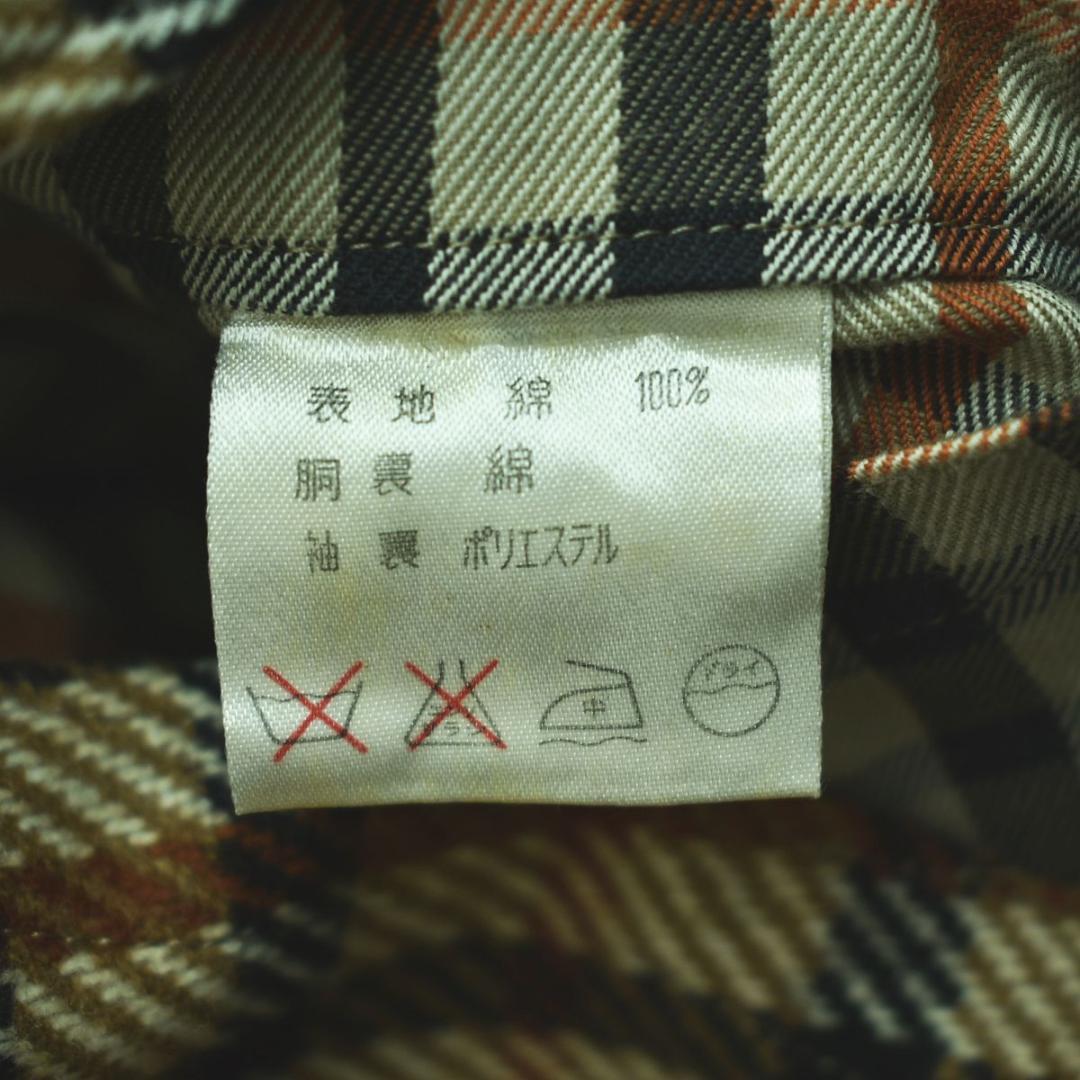 表地 綿 100%
胴裏 綿
袖裏 ポリエステル
中 ドライ